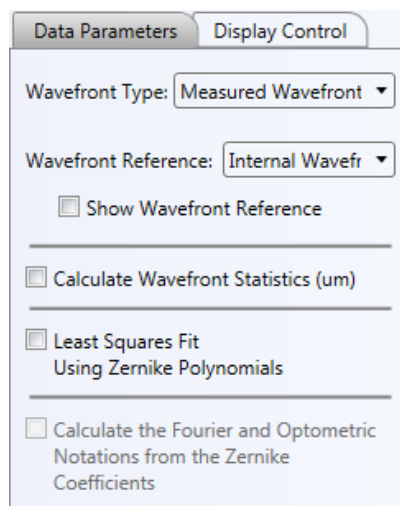 Data Parameters Display Control
Wavefront Type: Measured Wavefront
Wavefront Reference: Internal Wavefr
Show Wavefront Reference
Calculate Wavefront Statistics (um)
Least Squares Fit
Using Zernike Polynomials
Calculate the Fourier and Optometric
Notations from the Zernike
Coefficients